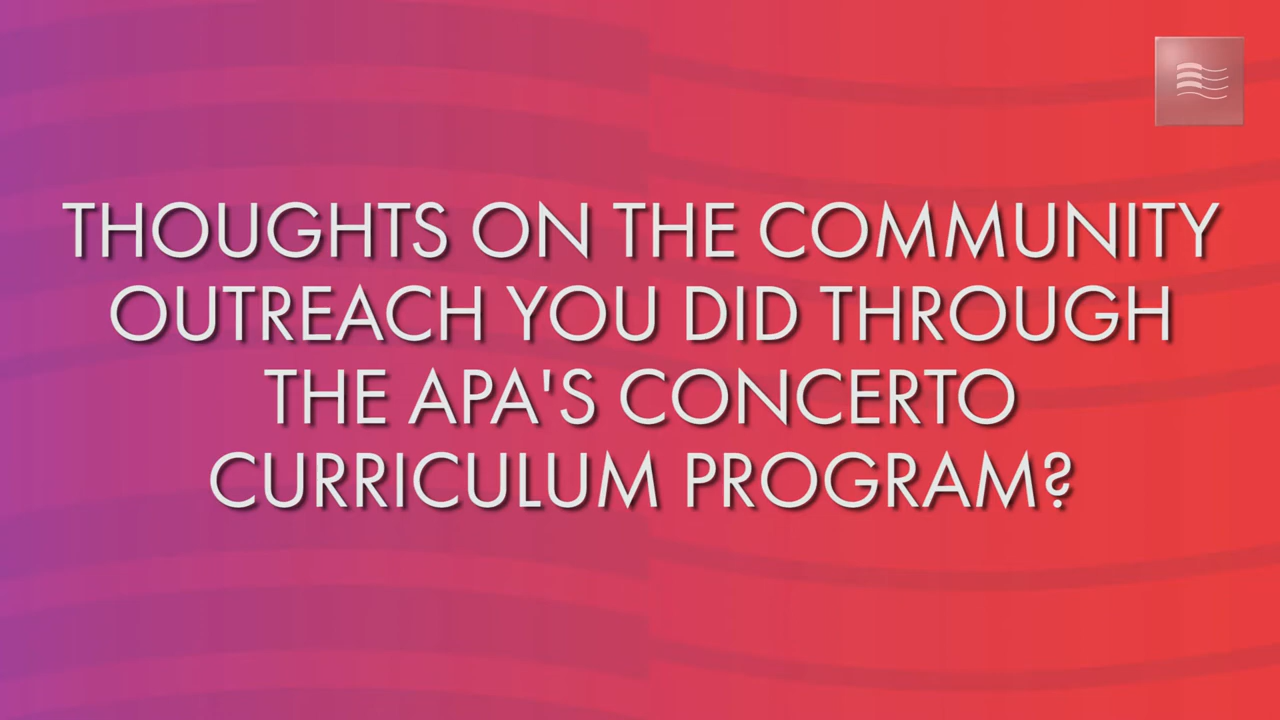 THOUGHTS ON THE COMMUNITY
OUTREACH YOU DID THROUGH
THE APA'S CONCERTO
CURRICULUM PROGRAM?